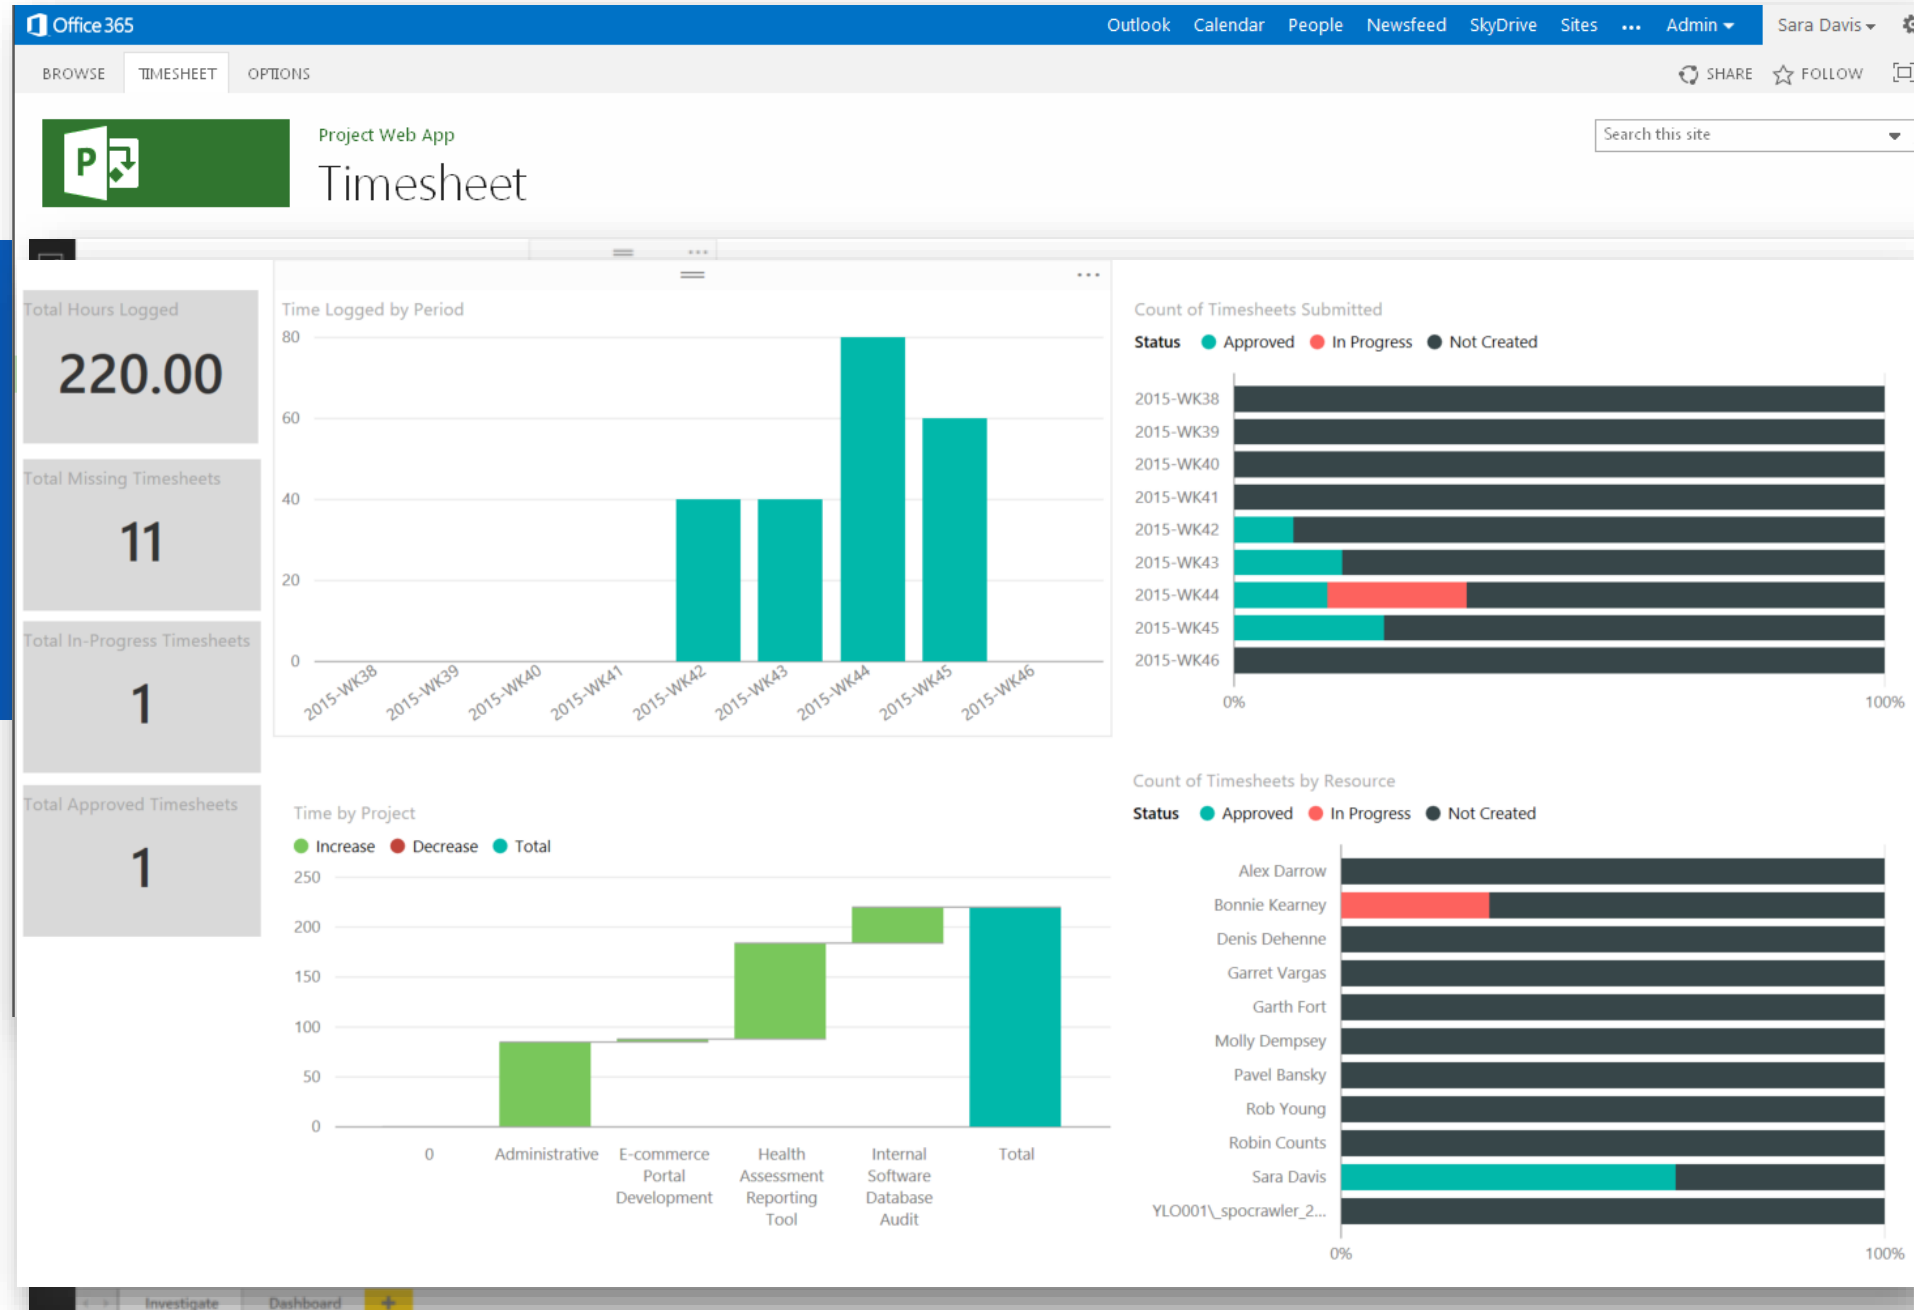 Office 365
Outlook Calendar People Newsfeed SkyDrive Sites ••• Admin Sara Davis
BROWSE TIMESHEET OPTIONS
SHARE FOLLOW
P
Project Web App
Timesheet
Search this site
Total Hours Logged
220.00
Total Missing Timesheets
11
Total In-Progress Timesheets
1
Total Approved Timesheets
1
Time Logged by Period
80
60
40
20
0
2015-WK38
2015-WK39
2015-WK40
2015-WK41
2015-WK42
2015-WK43
2015-WK44
2015-WK45
2015-WK46
Count of Timesheets Submitted
Status Approved In Progress Not Created
2015-WK38
2015-WK39
2015-WK40
2015-WK41
2015-WK42
2015-WK43
2015-WK44
2015-WK45
2015-WK46
0% 100%
Time by Project
Increase Decrease Total
250
200
150
100
50
0
0
Administrative
E-commerce
Portal
Development
Health
Assessment
Reporting
Tool
Internal
Software
Database
Audit
Total
Count of Timesheets by Resource
Status Approved In Progress Not Created
Alex Darrow
Bonnie Kearney
Denis Dehenne
Garret Vargas
Garth Fort
Molly Dempsey
Pavel Bansky
Rob Young
Robin Counts
Sara Davis
YLO001\_spocrawler_2...
0% 100%
Investigate Dashboard +